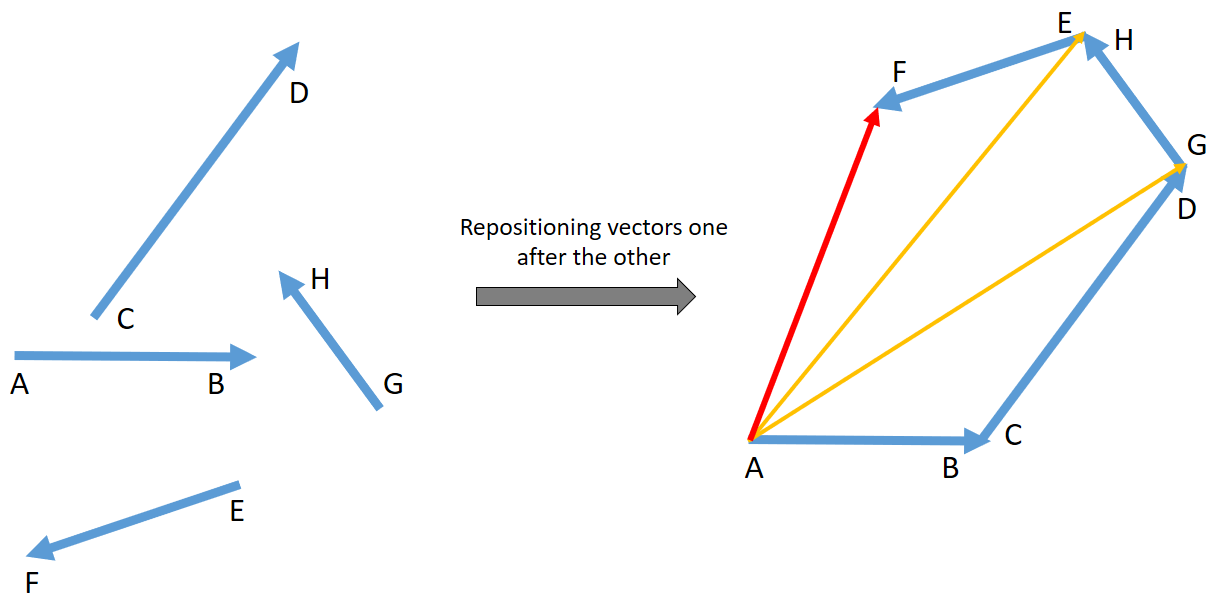 D
C
A
B
H
G
E
F
Repositioning vectors one
after the other
E
H
F
G
D
C
A
B